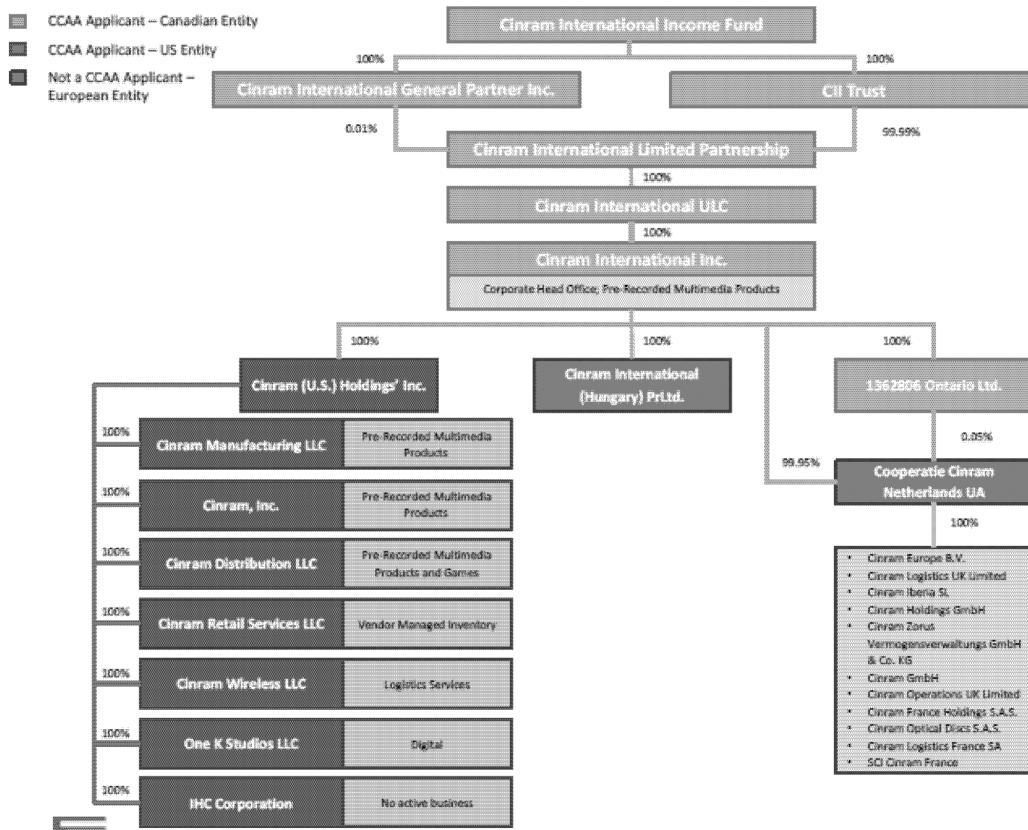 CCAA Applicant – Canadian Entity
CCAA Applicant – US Entity
Not a CCAA Applicant –
European Entity
Cinram International Income Fund
100%
100%
Cinram International General Partner Inc.
CII Trust
0.01%
99.99%
Cinram International Limited Partnership
100%
Cinram International ULC
100%
Cinram International Inc.
Corporate Head Office; Pre-Recorded Multimedia Products
100%
100%
100%
Cinram (U.S.) Holdings' Inc.
Cinram International
(Hungary) PrLtd.
1362806 Ontario Ltd.
0.05%
99.95%
Cooperatie Cinram
Netherlands UA
100%
100%
Cinram Manufacturing LLC
Pre-Recorded Multimedia
Products
100%
Cinram, Inc.
Pre-Recorded Multimedia
Products
100%
Cinram Distribution LLC
Pre-Recorded Multimedia
Products and Games
100%
Cinram Retail Services LLC
Vendor Managed Inventory
100%
Cinram Wireless LLC
Logistics Services
100%
One K Studios LLC
Digital
100%
IHC Corporation
No active business
• Cinram Europe B.V.
• Cinram Logistics UK Limited
• Cinram Iberia SL
• Cinram Holdings GmbH
• Cinram Zorus
Vermogensverwaltungs GmbH
& Co. KG
• Cinram GmbH
• Cinram Operations UK Limited
• Cinram France Holdings S.A.S.
• Cinram Optical Discs S.A.S.
• Cinram Logistics France SA
• SCI Cinram France